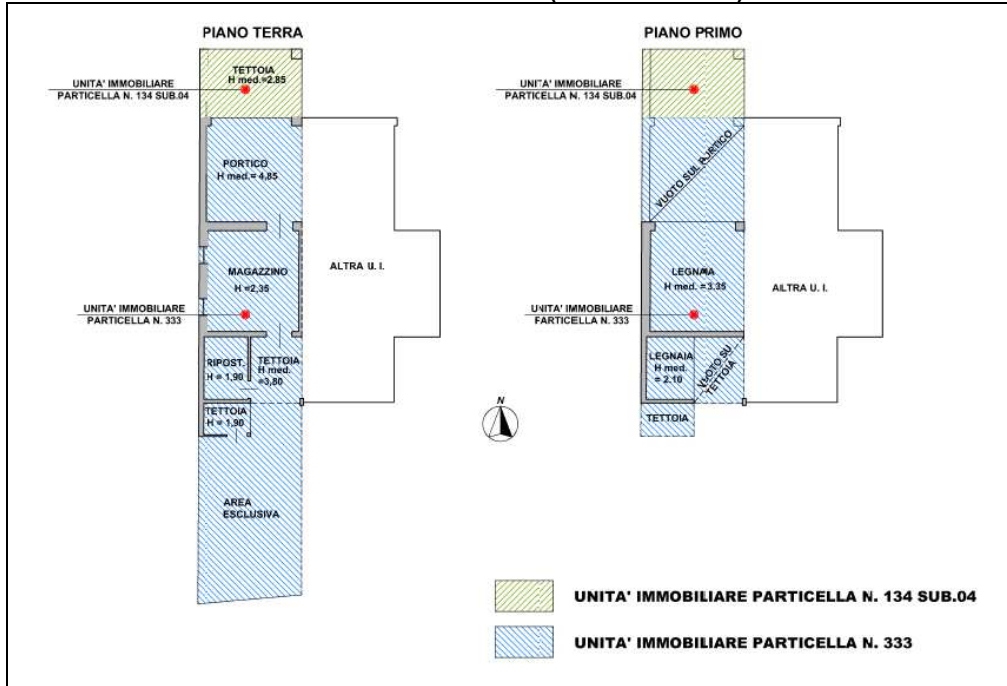 PIANO TERRA
TETTOIA
H med.=2.85
UNITA' IMMOBILIARE
PARTICELLA N. 134 SUB.04
PORTICO
H med.= 4,85
MAGAZZINO
H =2,35
ALTRA U. I.
UNITA' IMMOBILIARE
PARTICELLA N. 333
RIPOST.
H = 1,90
TETTOIA
H med.
=3,80
TETTOIA
H = 1,90
AREA
ESCLUSIVA
N
PIANO PRIMO
UNITA' IMMOBILIARE
PARTICELLA N. 134 SUB.04
VUOTO SUL PORTICO
LEGNAIA
H med. =3.35
ALTRA U. I.
UNITA' IMMOBILIARE
PARTICELLA N. 333
LEGNAIA
H med.
= 2.10
VUOTO SU
TETTOIA
TETTOIA
UNITA' IMMOBILIARE PARTICELLA N. 134 SUB.04
UNITA' IMMOBILIARE PARTICELLA N. 333